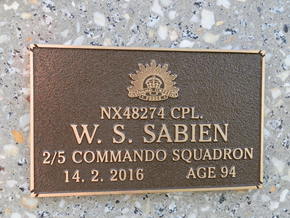 NX48274 CPL.
W. S. SABIEN
2/5 COMMANDO SQUADRON
14. 2. 2016 AGE 94